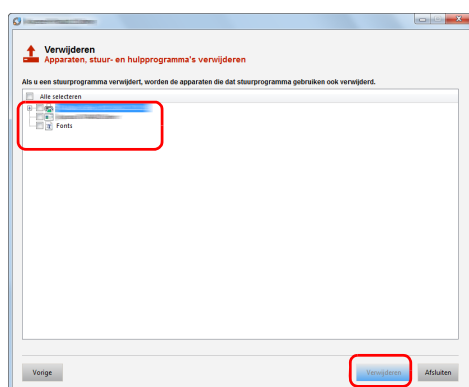 Verwijderen
Apparaten, stuur- en hulpprogramma's verwijderen
Als u een stuurprogramma verwijdert, worden de apparaten die dat stuurprogramma gebruiken ook verwijderd.
Alle selecteren
Fonts
Vorige
Verwijderen
Afsluiten